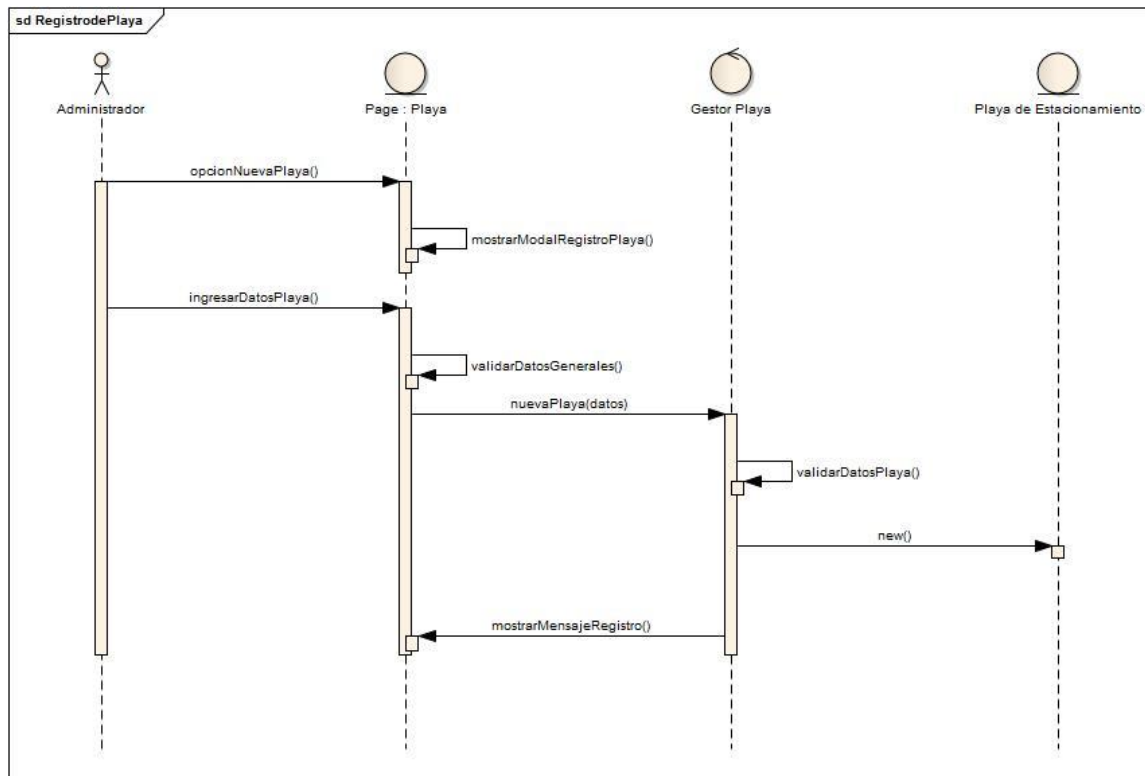 sd RegistrodePlaya
Administrador
Page : Playa
Gestor Playa
Playa de Estacionamiento
opcionNuevaPlaya()
mostrarModalRegistroPlaya()
ingresarDatosPlaya()
validarDatosGenerales()
nuevaPlaya(datos)
validarDatosPlaya()
new()
mostrarMensajeRegistro()